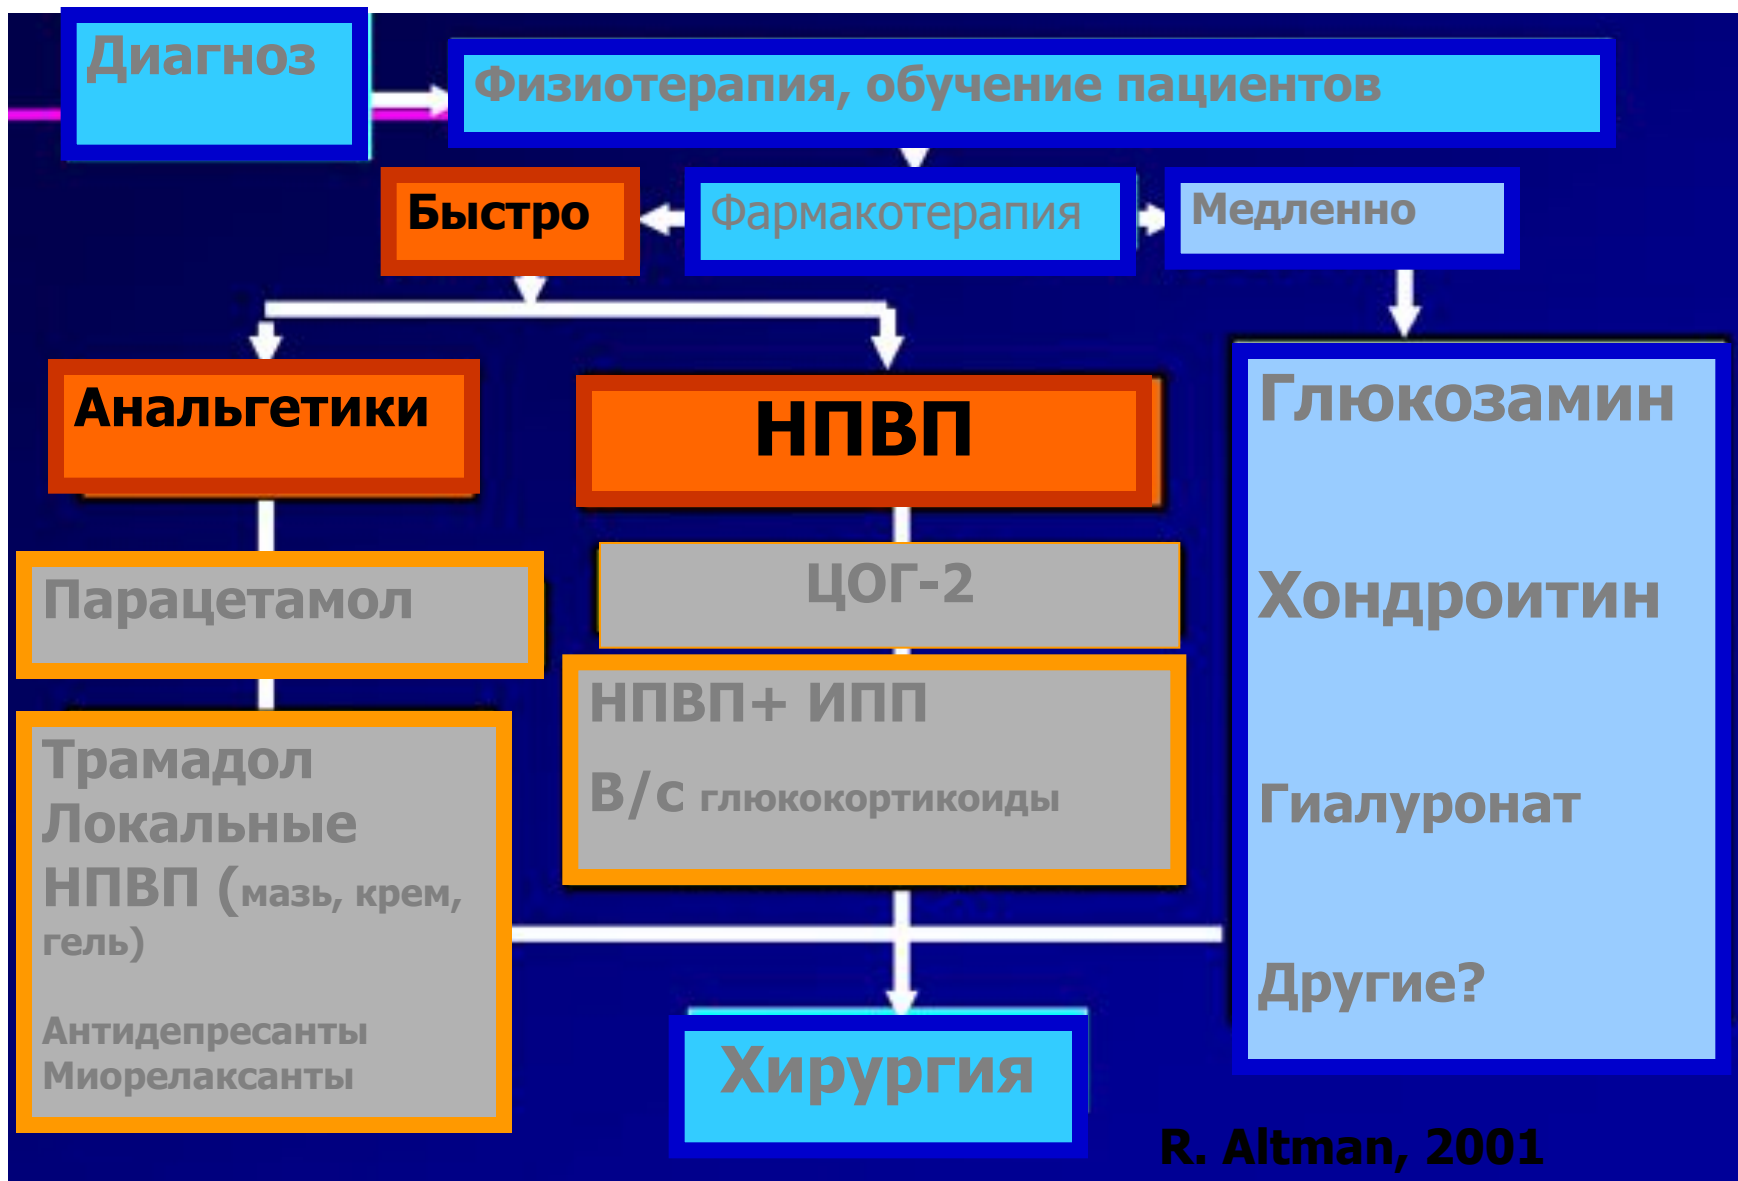 Диагноз
Физиотерапия, обучение пациентов
Быстро
Фармакотерапия
Медленно
Анальгетики
НПВП
Парацетамол
ЦОГ-2
Трамадол
Локальные
НПВП (мазь, крем,
гель)
Антидепресанты
Миорелаксанты
НПВП+ ИПП
В/с глюкокортикоиды
Глюкозамин
Хондроитин
Гиалуронат
Другие?
Хирургия
R. Altman, 2001